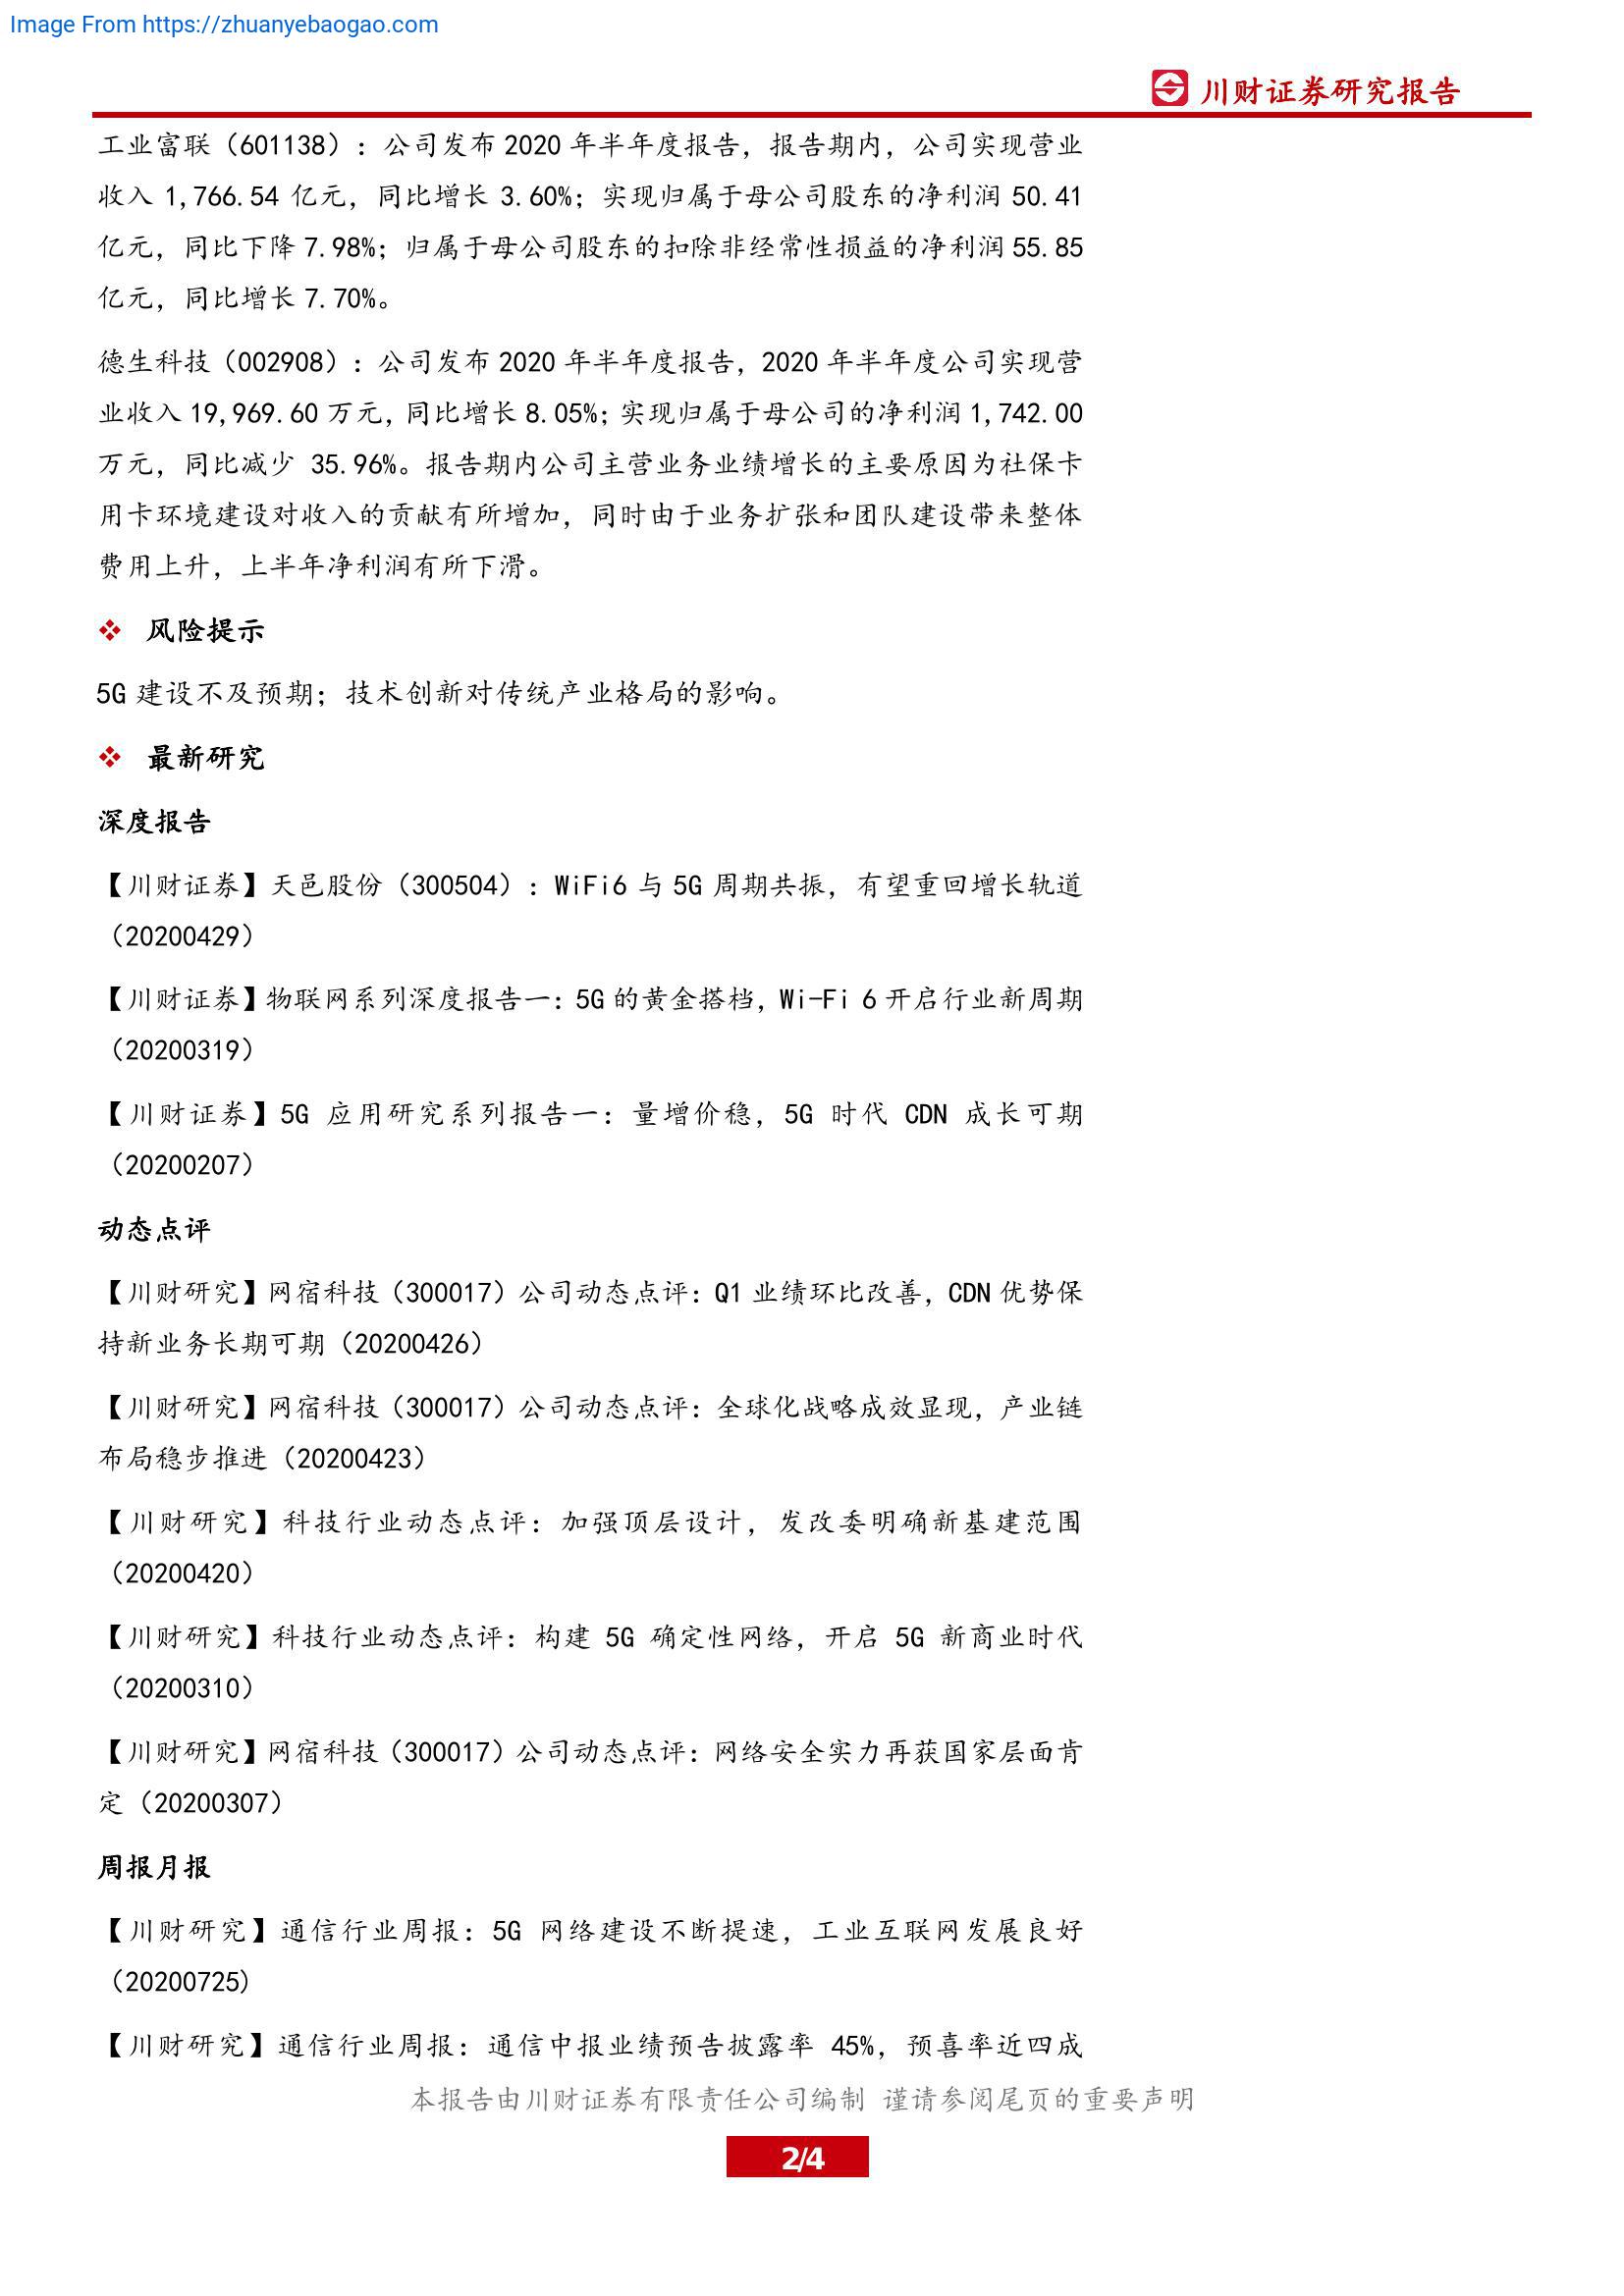 Image From https://zhuanyebaogao.com
川财证券研究报告
工业富联（601138）：公司发布 2020 年半年度报告，报告期内，公司实现营业
收入 1,766.54 亿元，同比增长 3.60%；实现归属于母公司股东的净利润 50.41
亿元，同比下降 7.98%；归属于母公司股东的扣除非经常性损益的净利润 55.85
亿元，同比增长 7.70%。
德生科技（002908）：公司发布 2020 年半年度报告，2020 年半年度公司实现营
业收入 19,969.60 万元，同比增长 8.05%；实现归属于母公司的净利润 1,742.00
万元，同比减少 35.96%。报告期内公司主营业务业绩增长的主要原因为社保卡
用卡环境建设对收入的贡献有所增加，同时由于业务扩张和团队建设带来整体
费用上升，上半年净利润有所下滑。
❖ 风险提示
5G 建设不及预期；技术创新对传统产业格局的影响。
❖ 最新研究
深度报告
【川财证券】天邑股份（300504）：WiFi6 与 5G 周期共振，有望重回增长轨道
（20200429）
【川财证券】物联网系列深度报告一：5G 的黄金搭档，Wi-Fi 6 开启行业新周期
（20200319）
【川财证券】5G 应用研究系列报告一：量增价稳，5G 时代 CDN 成长可期
（20200207）
动态点评
【川财研究】网宿科技（300017）公司动态点评：Q1 业绩环比改善，CDN 优势保
持新业务长期可期（20200426）
【川财研究】网宿科技（300017）公司动态点评：全球化战略成效显现，产业链
布局稳步推进（20200423）
【川财研究】科技行业动态点评：加强顶层设计，发改委明确新基建范围
（20200420）
【川财研究】科技行业动态点评：构建 5G 确定性网络，开启 5G 新商业时代
（20200310）
【川财研究】网宿科技（300017）公司动态点评：网络安全实力再获国家层面肯
定（20200307）
周报月报
【川财研究】通信行业周报：5G 网络建设不断提速，工业互联网发展良好
（20200725)
【川财研究】通信行业周报：通信中报业绩预告披露率 45%，预喜率近四成
本报告由川财证券有限责任公司编制 谨请参阅尾页的重要声明
2/4